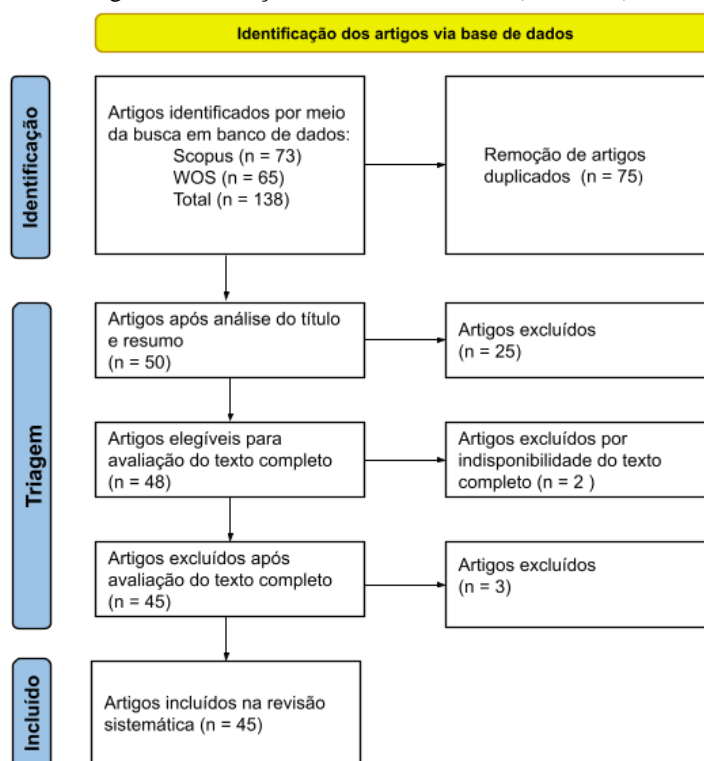 Identificação dos artigos via base de dados
Identificação
Artigos identificados por meio
da busca em banco de dados:
Scopus (n = 73)
WOS (n = 65)
Total (n = 138)
Remoção de artigos
duplicados (n = 75)
Triagem
Artigos após análise do título
e resumo
(n = 50)
Artigos excluídos
(n = 25)
Artigos elegíveis para
avaliação do texto completo
(n = 48)
Artigos excluídos por
indisponibilidade do texto
completo (n = 2 )
Artigos excluídos após
avaliação do texto completo
(n = 45)
Artigos excluídos
(n = 3)
Incluído
Artigos incluídos na revisão
sistemática (n = 45)